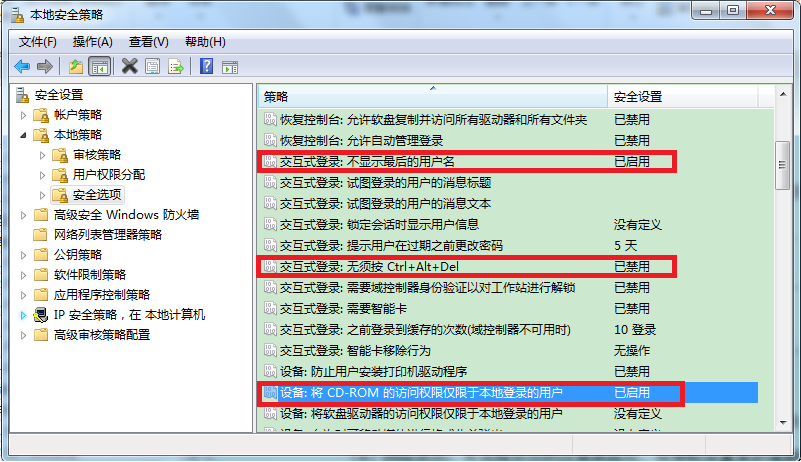 本地安全策略
文件(F) 操作(A) 查看(V) 帮助(H)
安全设置
帐户策略
本地策略
审核策略
用户权限分配
安全选项
高级安全 Windows 防火墙
网络列表管理器策略
公钥策略
软件限制策略
应用程序控制策略
IP 安全策略，在 本地计算机
高级审核策略配置
策略 安全设置
恢复控制台: 允许软盘复制并访问所有驱动器和所有文件夹 已禁用
恢复控制台: 允许自动管理登录 已禁用
交互式登录: 不显示最后的用户名 已启用
交互式登录: 试图登录的用户的消息标题
交互式登录: 试图登录的用户的消息文本
交互式登录: 锁定会话时显示用户信息 没有定义
交互式登录: 提示用户在过期之前更改密码 5 天
交互式登录: 无须按 Ctrl+Alt+Del 已禁用
交互式登录: 需要域控制器身份验证以对工作站进行解锁 已禁用
交互式登录: 需要智能卡 已禁用
交互式登录: 之前登录到缓存的次数(域控制器不可用时) 10 登录
交互式登录: 智能卡移除行为 无操作
设备: 防止用户安装打印机驱动程序 已禁用
设备: 将 CD-ROM 的访问权限仅限于本地登录的用户 已启用
设备: 将软盘驱动器的访问权限仅限于本地登录的用户 没有定义